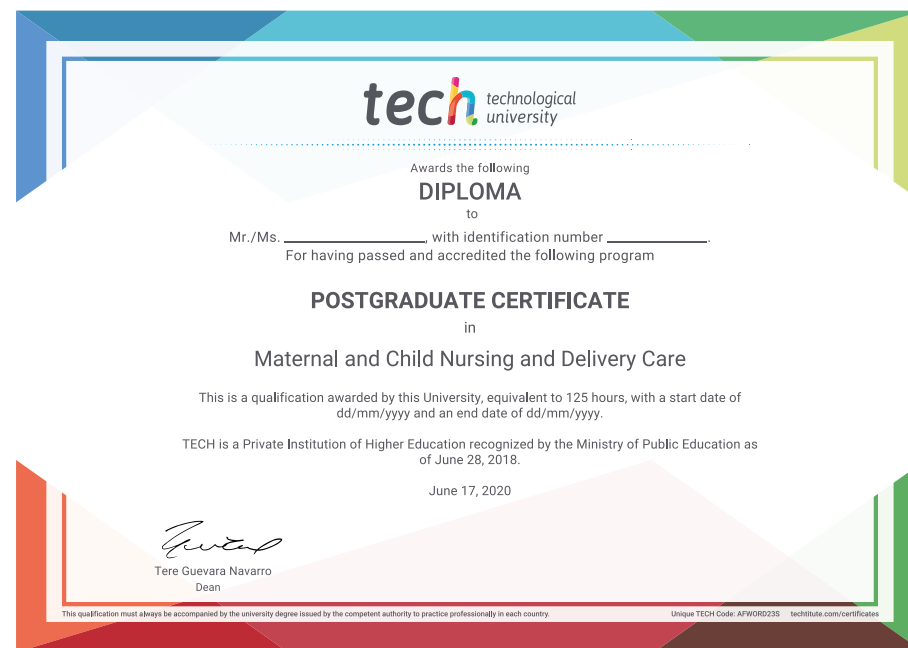 tech technological
university
Awards the following
DIPLOMA
to
Mr./Ms. ____________________, with identification number ______________.
For having passed and accredited the following program
POSTGRADUATE CERTIFICATE
in
Maternal and Child Nursing and Delivery Care
This is a qualification awarded by this University, equivalent to 125 hours, with a start date of
dd/mm/yyyy and an end date of dd/mm/yyyy.
TECH is a Private Institution of Higher Education recognized by the Ministry of Public Education as
of June 28, 2018.
June 17, 2020
Tere Guevara Navarro
Dean
This qualification must always be accompanied by the university degree issued by the competent authority to practice professionally in each country. Unique TECH Code: AFWORD23S techtitute.com/certificates